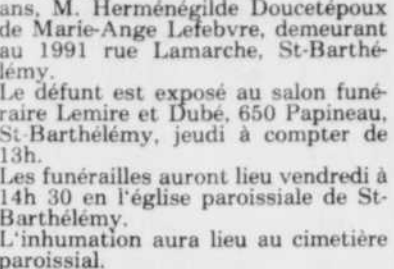 ans, M. Herménégilde Doucetépoux
de Marie-Ange Lefebvre, demeurant
au 1991 rue Lamarche, St-Barthé-
lémy.
Le défunt est exposé au salon funé-
raire Lemire et Dubé, 650 Papineau,
St-Barthélémy, jeudi à compter de
13h.
Les funérailles auront lieu vendredi à
14h 30 en l'église paroissiale de St-
Barthélémy.
L'inhumation aura lieu au cimetière
paroissial.